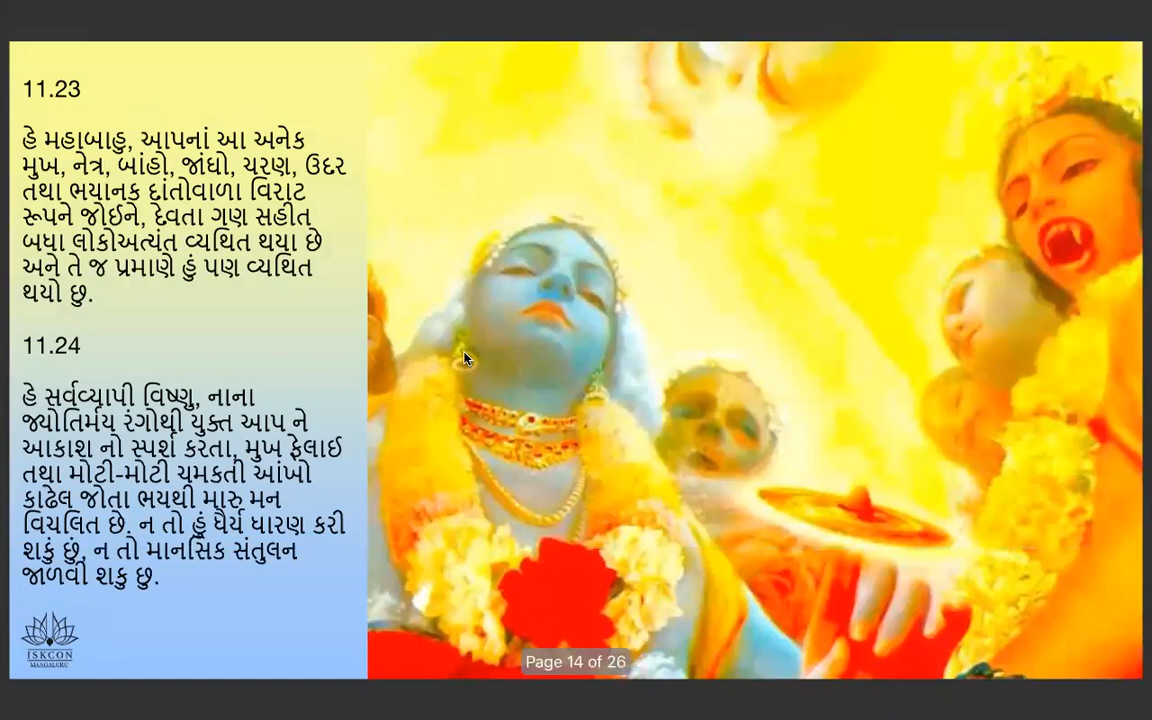 11.23
હે મહાબાહુ, આપનાં આ અનેક
મુખ, નેત્ર, બાંહો, જાંઘો, ચરણ, ઉદર
તથા ભયાનક દાંતોવાળા વિરાટ
રૂપને જોઈને, દેવતા ગણ સહીત
બધા લોકોઅત્યંત વ્યથિત થયા છે
અને તે જ પ્રમાણે હું પણ વ્યથિત
થયો છુ.
11.24
હે સર્વવ્યાપી વિષ્ણુ, નાના
જ્યોતિર્મય રંગોથી યુક્ત આપ ને
આકાશ નો સ્પર્શ કરતા, મુખ ફેલાઈ
તથા મોટી-મોટી ચમકતી આંખો
કાઢેલ જોતા ભયથી મારુ મન
વિચલિત છે. ન તો હું ધૈર્ય ધારણ કરી
શકું છું, ન તો માનસિક સંતુલન
જાળવી શકુ છુ.
ISKCON
MANGALURU
Page 14 of 26